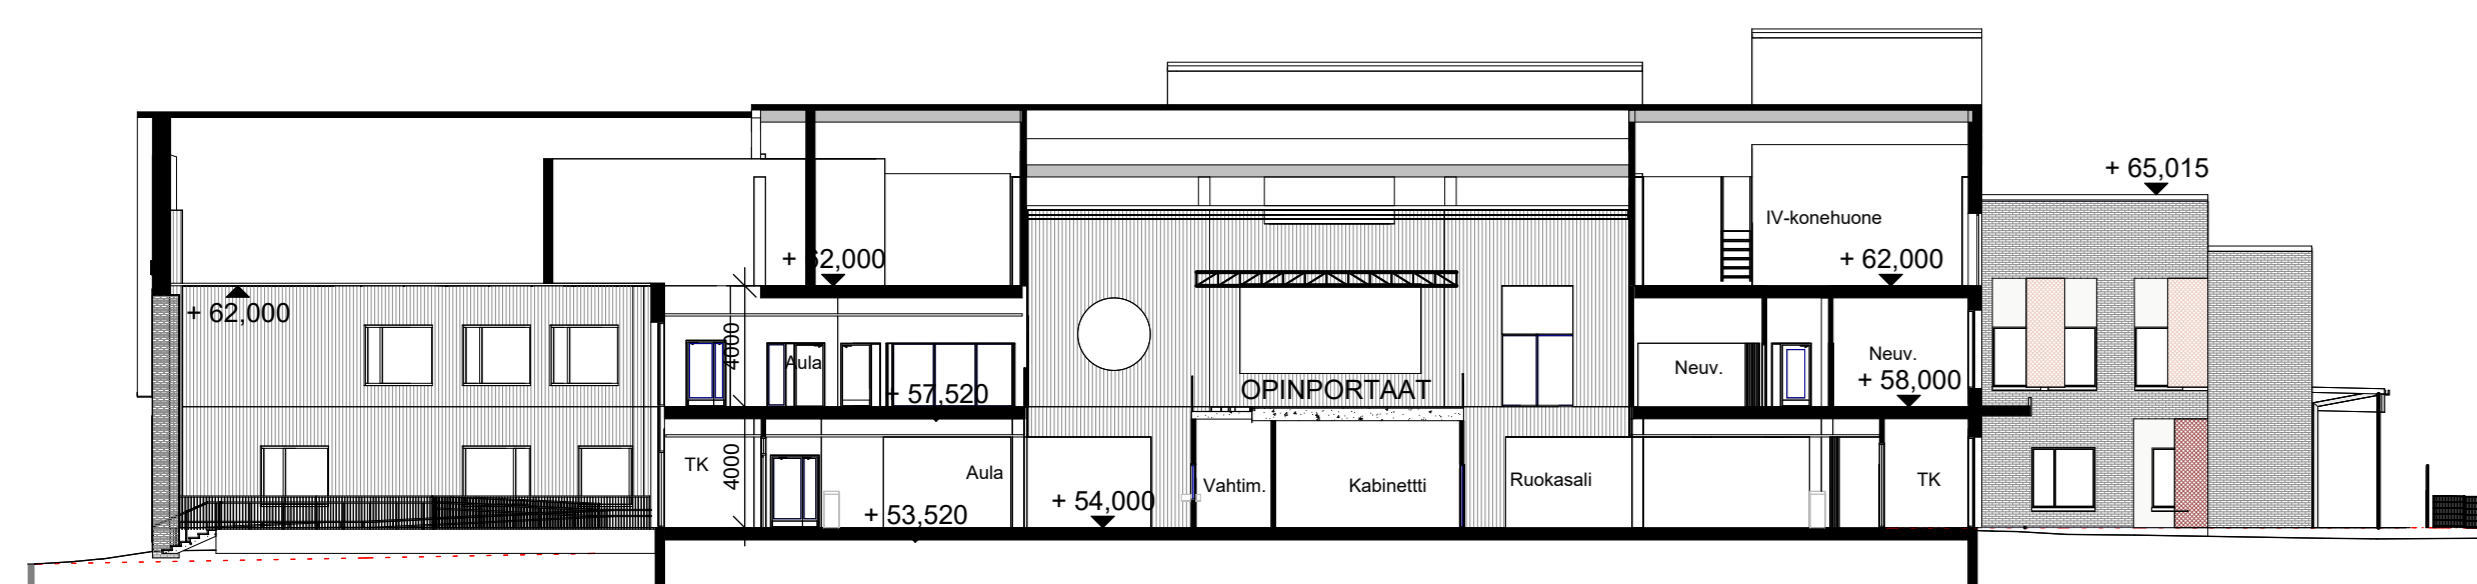 + 65,015
IV-konehuone
+ 62,000
+ 62,000
+ 62,000
4000
Aula
+ 57,520
OPINPORTAAT
Neuv.
Neuv.
+ 58,000
TK
4000
Aula
+ 53,520
+ 54,000
Vahtim.
Kabinettti
Ruokasali
TK